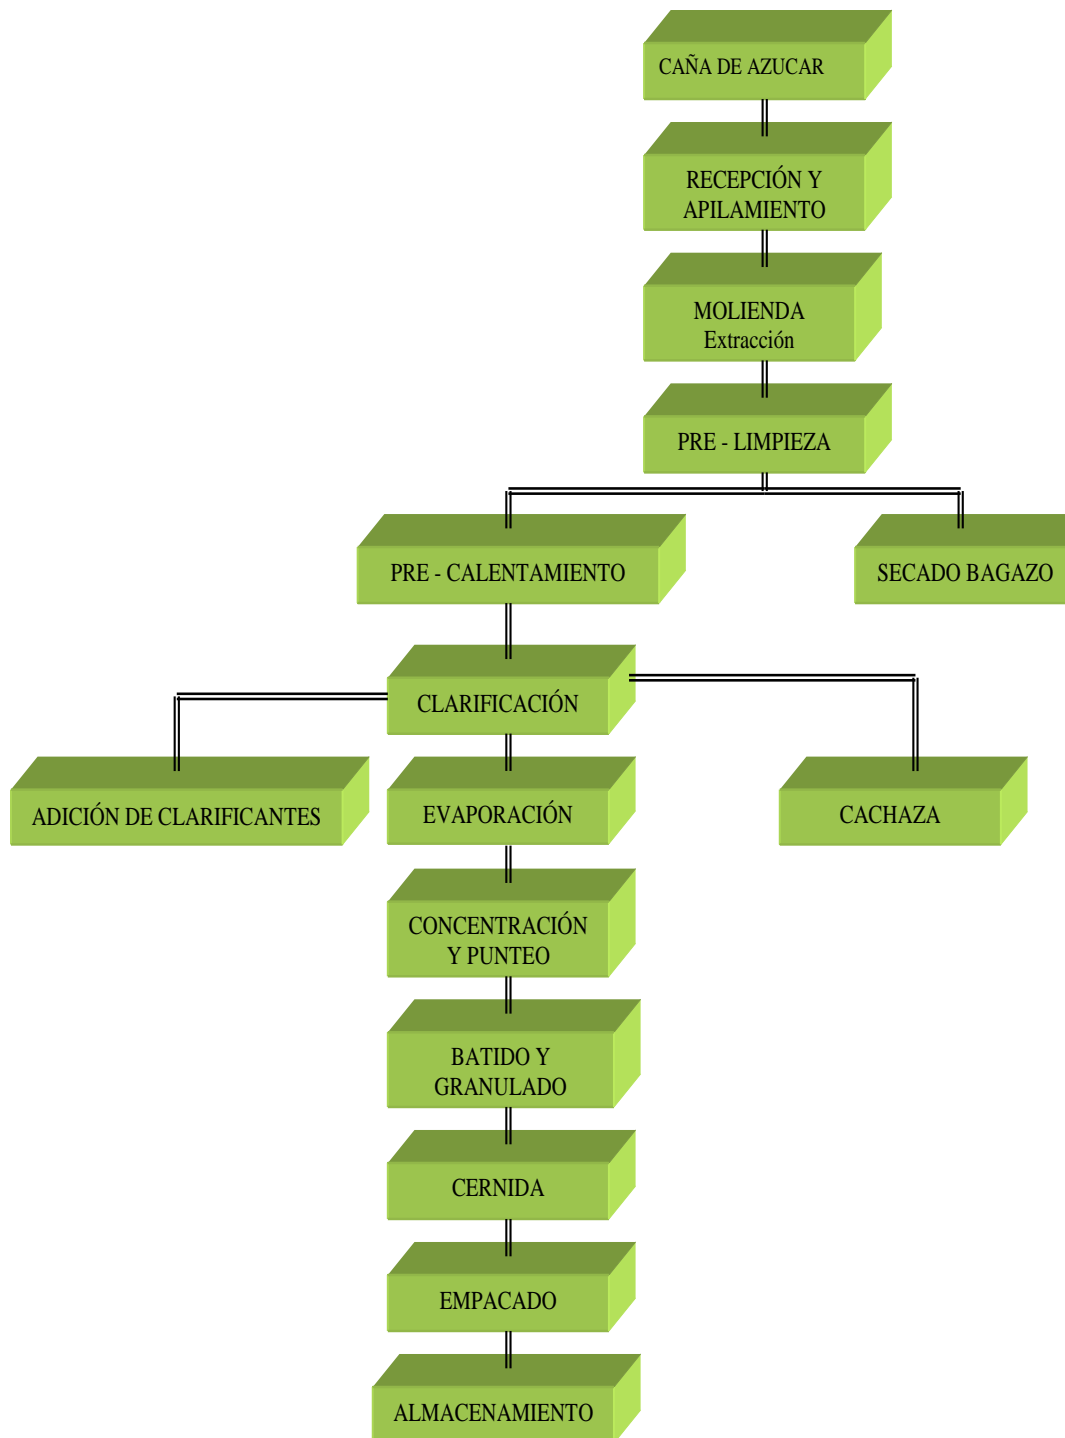 CAÑA DE AZUCAR
RECEPCIÓN Y
APILAMIENTO
MOLIENDA
Extracción
PRE - LIMPIEZA
PRE - CALENTAMIENTO
SECADO BAGAZO
CLARIFICACIÓN
ADICIÓN DE CLARIFICANTES
EVAPORACIÓN
CACHAZA
CONCENTRACIÓN
Y PUNTEO
BATIDO Y
GRANULADO
CERNIDA
EMPACADO
ALMACENAMIENTO